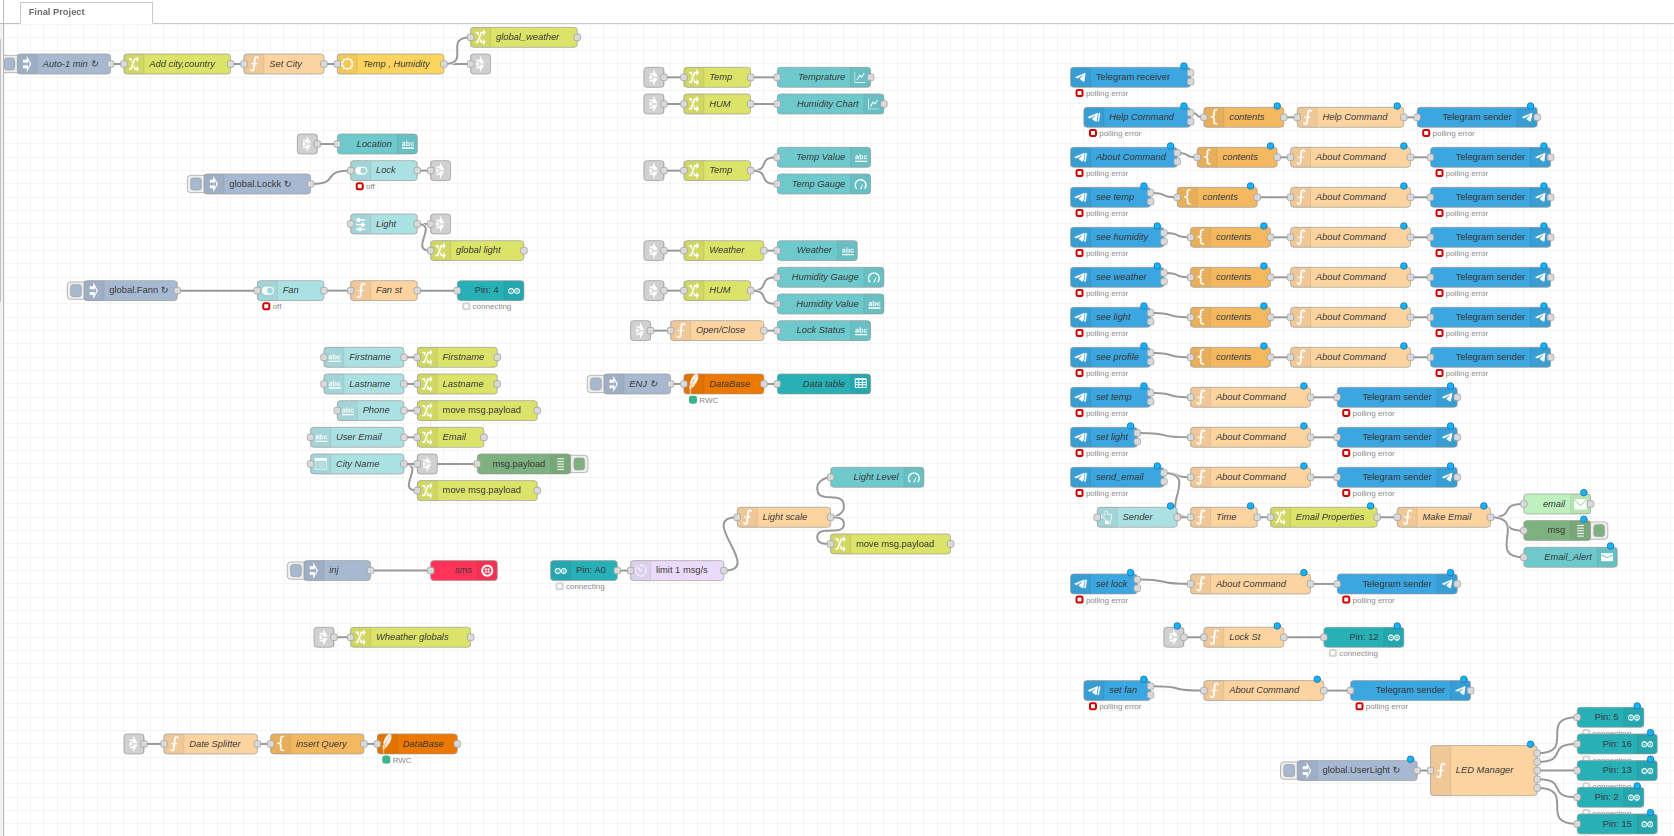 Final Project
global_weather
Auto-1 min ↻
Add city,country
Set City
Temp , Humidity
Location
global.Lockk ↻
Lock
off
Light
global light
global.Fann ↻
Fan
off
Fan st
Pin: 4
connecting
Firstname
Firstname
Lastname
Lastname
Phone
move msg.payload
User Email
Email
City Name
msg.payload
move msg.payload
inj
sms
Wheather globals
Date Splitter
insert Query
DataBase
RWC
Temp
Temprature
HUM
Humidity Chart
Temp
Temp Value
Temp Gauge
Weather
Weather
HUM
Humidity Gauge
Humidity Value
Open/Close
Lock Status
ENJ ↻
DataBase
RWC
Data table
Light Level
Light scale
move msg.payload
Pin: A0
connecting
limit 1 msg/s
Telegram receiver
polling error
Help Command
contents
Help Command
Telegram sender
polling error
polling error
About Command
contents
About Command
Telegram sender
polling error
polling error
see temp
contents
About Command
Telegram sender
polling error
polling error
see humidity
contents
About Command
Telegram sender
polling error
polling error
see weather
contents
About Command
Telegram sender
polling error
polling error
see light
contents
About Command
Telegram sender
polling error
polling error
see profile
contents
About Command
Telegram sender
polling error
polling error
set temp
About Command
Telegram sender
polling error
polling error
set light
About Command
Telegram sender
polling error
polling error
send_email
About Command
Telegram sender
polling error
polling error
Sender
Time
Email Properties
Make Email
email
msg
Email_Alert
set lock
About Command
Telegram sender
polling error
polling error
Lock St
Pin: 12
connecting
set fan
About Command
Telegram sender
polling error
polling error
global.UserLight ↻
LED Manager
Pin: 5
connecting
Pin: 16
Pin: 13
connecting
Pin: 2
connecting
Pin: 15